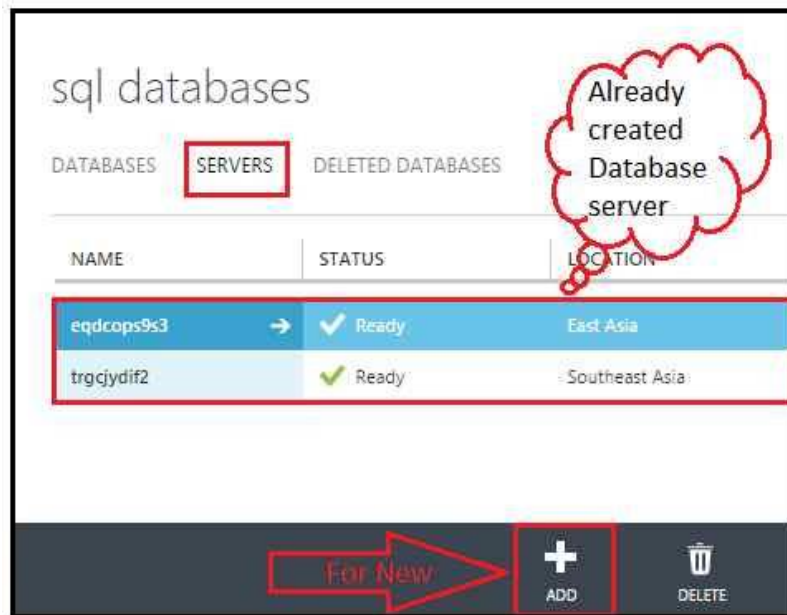 sql databases
DATABASES SERVERS DELETED DATABASES
Already
created
Database
server
NAME STATUS LOCATION
eqdcops9s3 Ready East Asia
trgcjydif2 Ready Southeast Asia
For New
ADD DELETE